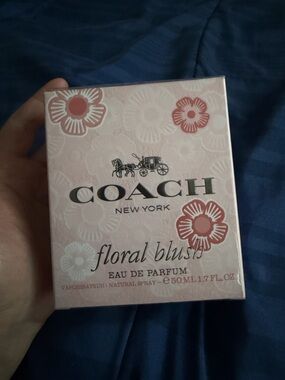 COACH
NEW YORK
floral blush
EAU DE PARFUM
VAPORISATEUR · NATURAL SPRAY - ℮ 50 ML 1.7 FL. OZ.